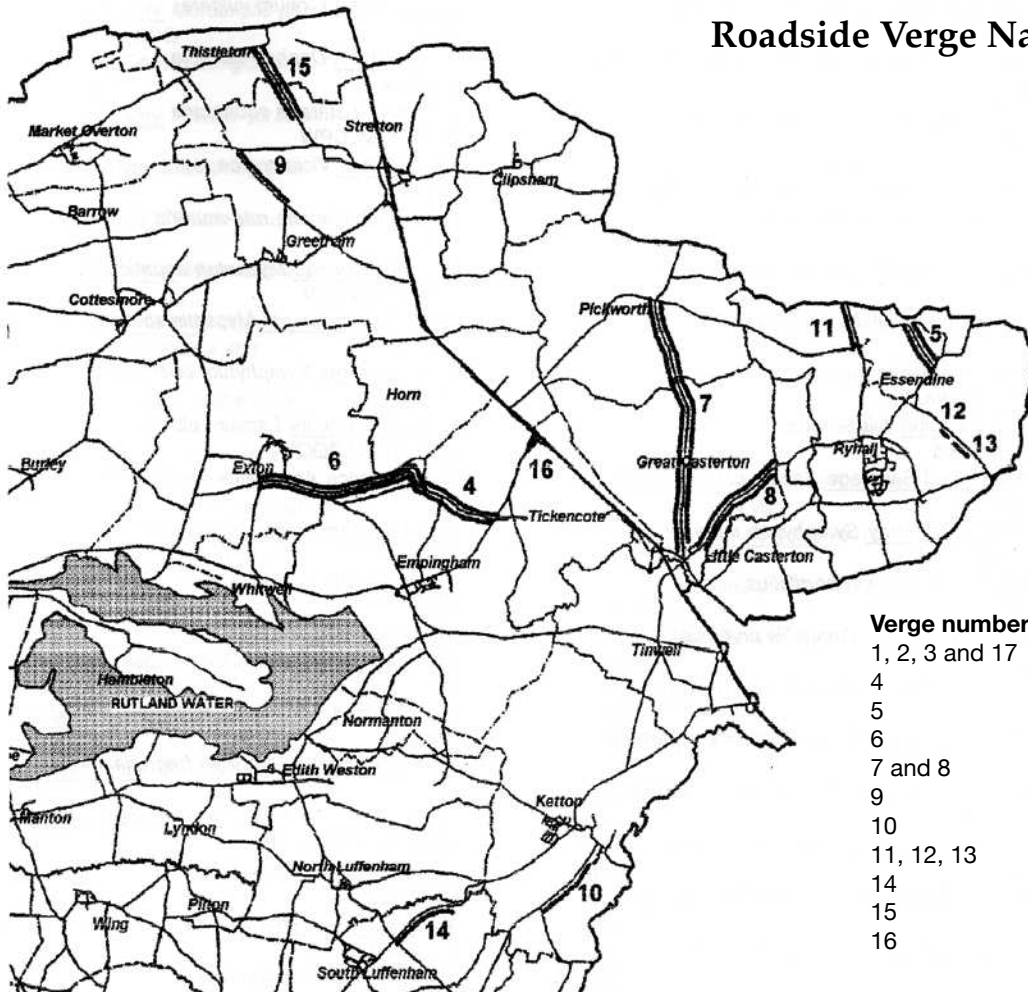 Roadside Verge Na
Thistleton
15
Market Overton
Stretton
9
Clipsham
Barrow
Greetham
Cottesmore
Pickworth
11
5
Essendine
Horn
7
12
13
Burley
Exton
6
Great Casterton
Ryhall
16
4
8
Tickencote
Little Casterton
Empingham
Whitwell
Verge number
1, 2, 3 and 17
4
5
6
7 and 8
9
10
11, 12, 13
14
15
16
Tinwell
Hambleton
RUTLAND WATER
Normanton
Edith Weston
Ketton
Manton
Lyndon
North Luffenham
10
Pilton
Wing
14
South Luffenham